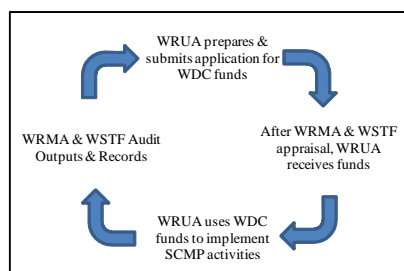 WRUA prepares &
submits application for
WDC funds
After WRMA & WSTF
appraisal, WRUA
receives funds
WRUA uses WDC
funds to implement
SCMP activities
WRMA & WSTF Audit
Outputs & Records